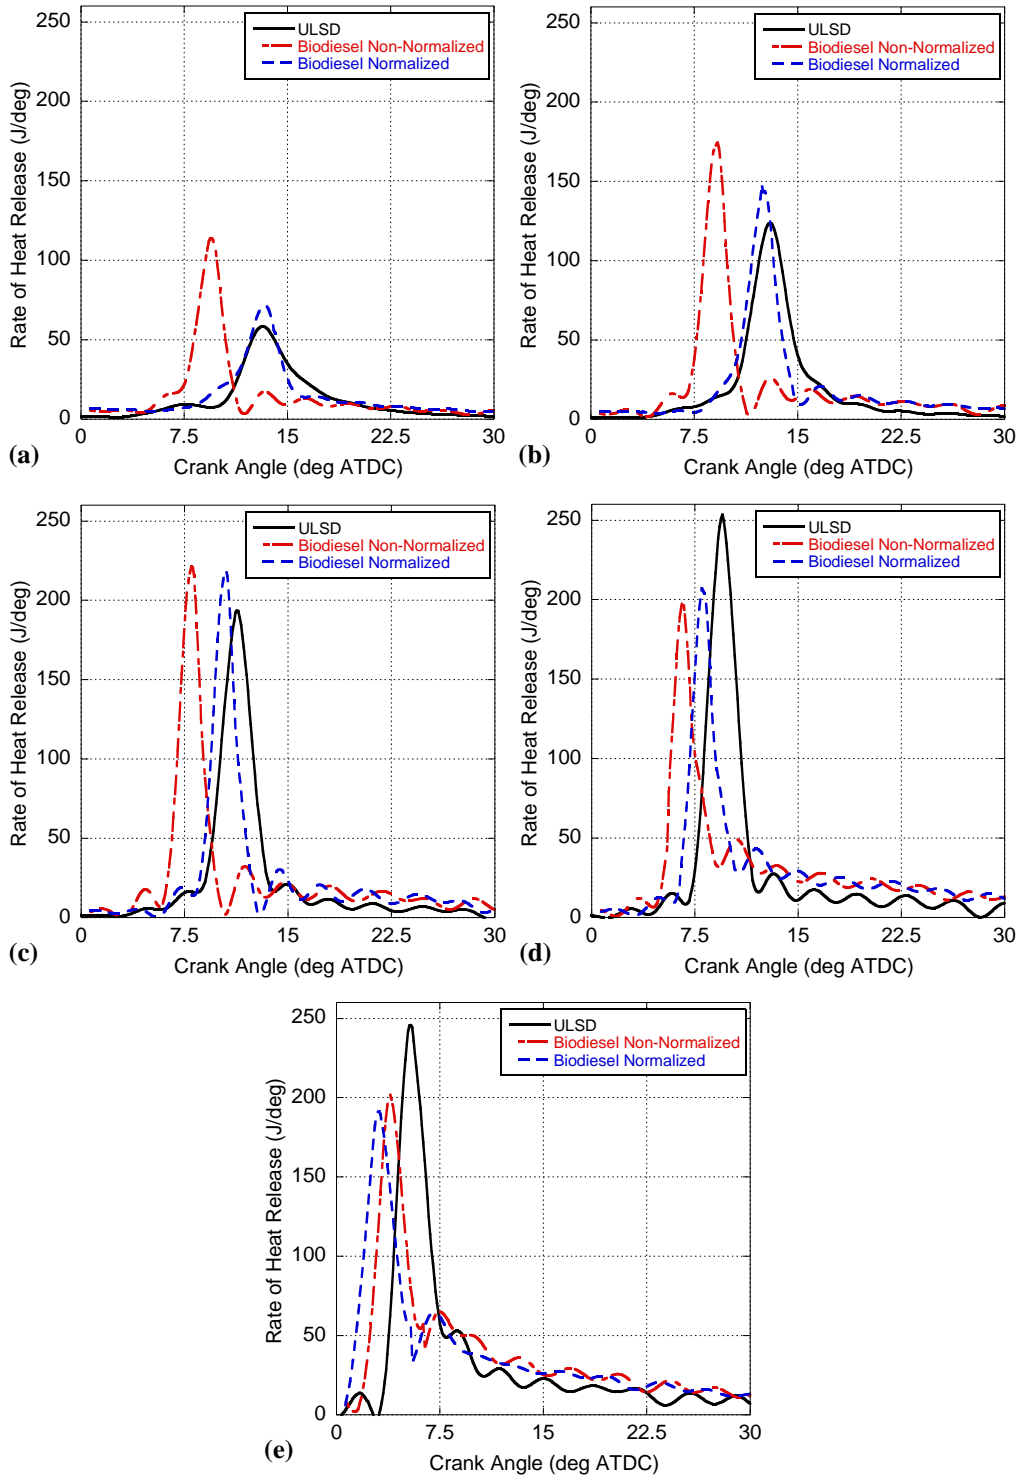 250
200
150
100
50
0
Rate of Heat Release (J/deg)
ULSD
Biodiesel Non-Normalized
Biodiesel Normalized
0 7.5 15 22.5 30
(a)
Crank Angle (deg ATDC)
250
200
150
100
50
0
Rate of Heat Release (J/deg)
ULSD
Biodiesel Non-Normalized
Biodiesel Normalized
0 7.5 15 22.5 30
(b)
Crank Angle (deg ATDC)
250
200
150
100
50
0
Rate of Heat Release (J/deg)
ULSD
Biodiesel Non-Normalized
Biodiesel Normalized
0 7.5 15 22.5 30
(c)
Crank Angle (deg ATDC)
250
200
150
100
50
0
Rate of Heat Release (J/deg)
ULSD
Biodiesel Non-Normalized
Biodiesel Normalized
0 7.5 15 22.5 30
(d)
Crank Angle (deg ATDC)
250
200
150
100
50
0
Rate of Heat Release (J/deg)
ULSD
Biodiesel Non-Normalized
Biodiesel Normalized
0 7.5 15 22.5 30
(e)
Crank Angle (deg ATDC)